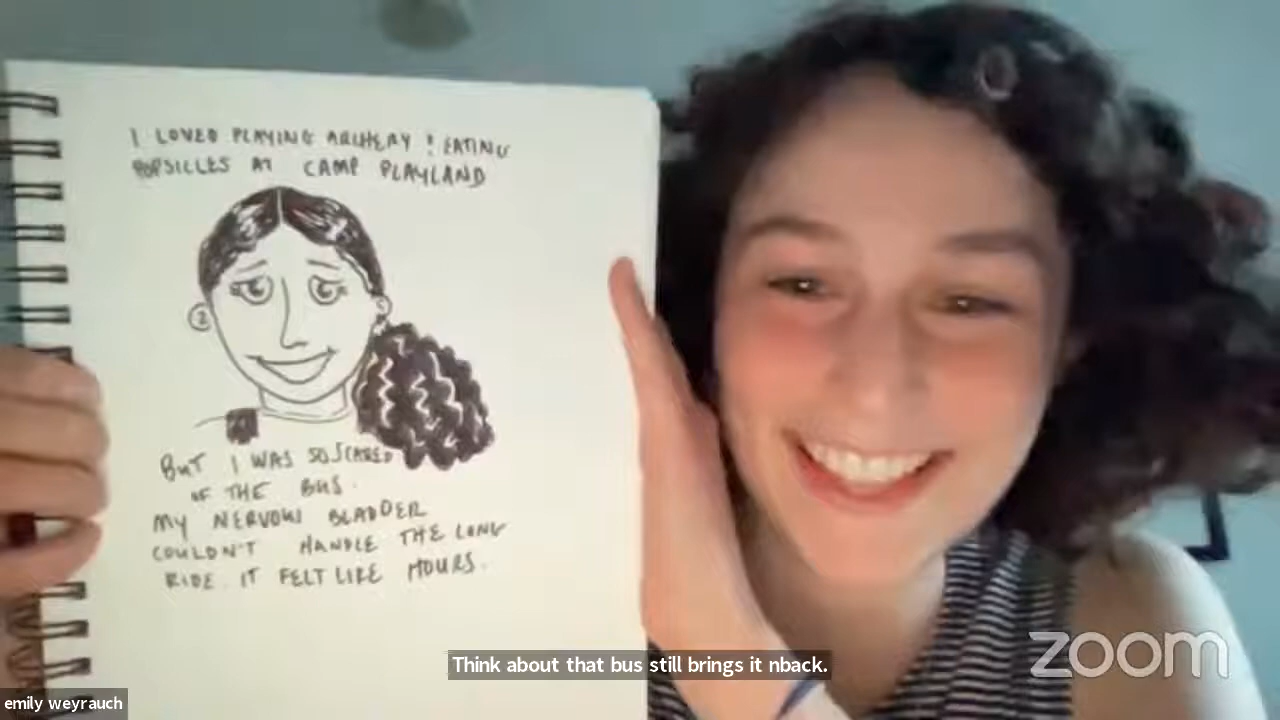 I LOVED PLAYING ARCHERY & EATING
POPSICLES AT CAMP PLAYLAND
BUT I WAS SO SCARED
OF THE BUS.
MY NERVOUS BLADDER
COULDN'T HANDLE THE LONG
RIDE. IT FELT LIKE HOURS.
Think about that bus still brings it nback.
zoom
emily weyrauch